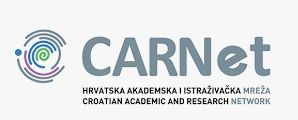 CARNet
HRVATSKA AKADEMSKA I ISTRAŽIVAČKA MREŽA
CROATIAN ACADEMIC AND RESEARCH NETWORK